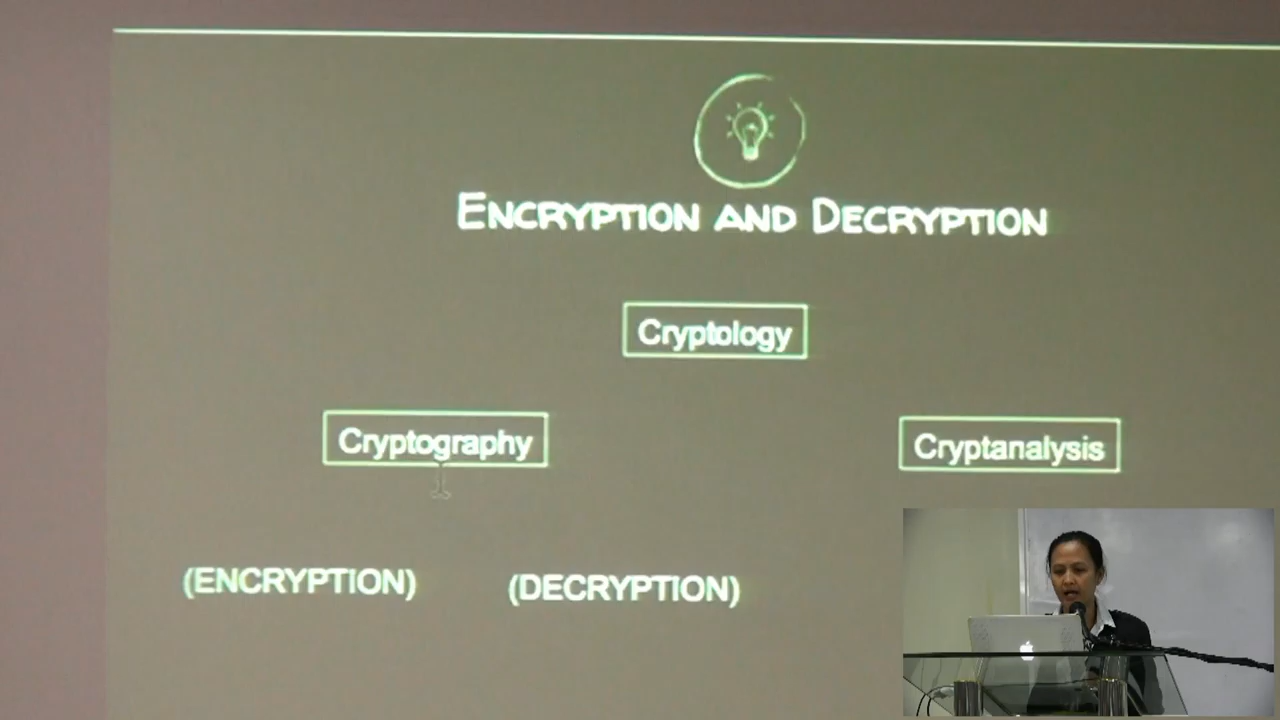 ENCRYPTION AND DECRYPTION
Cryptology
Cryptography
Cryptanalysis
(ENCRYPTION)
(DECRYPTION)